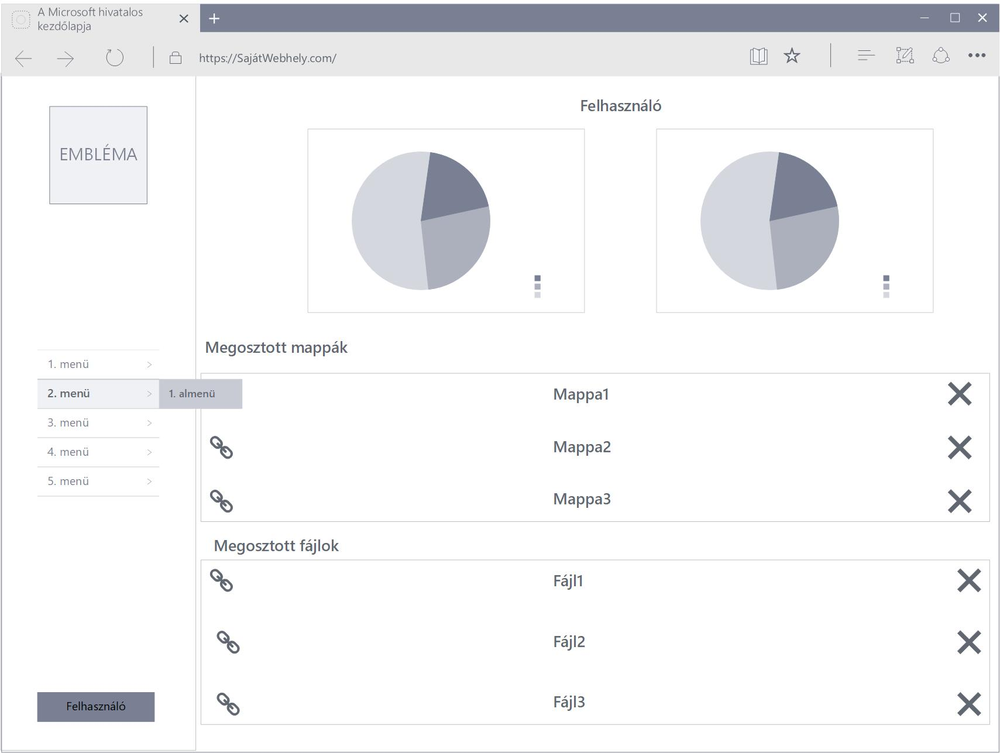 A Microsoft hivatalos
kezdőlapja
https://SajátWebhely.com/
EMBLÉMA
Felhasználó
Megosztott mappák
1. menü
2. menü
1. almenü
3. menü
4. menü
5. menü
Mappa1
Mappa2
Mappa3
Megosztott fájlok
Fájl1
Fájl2
Fájl3
Felhasználó